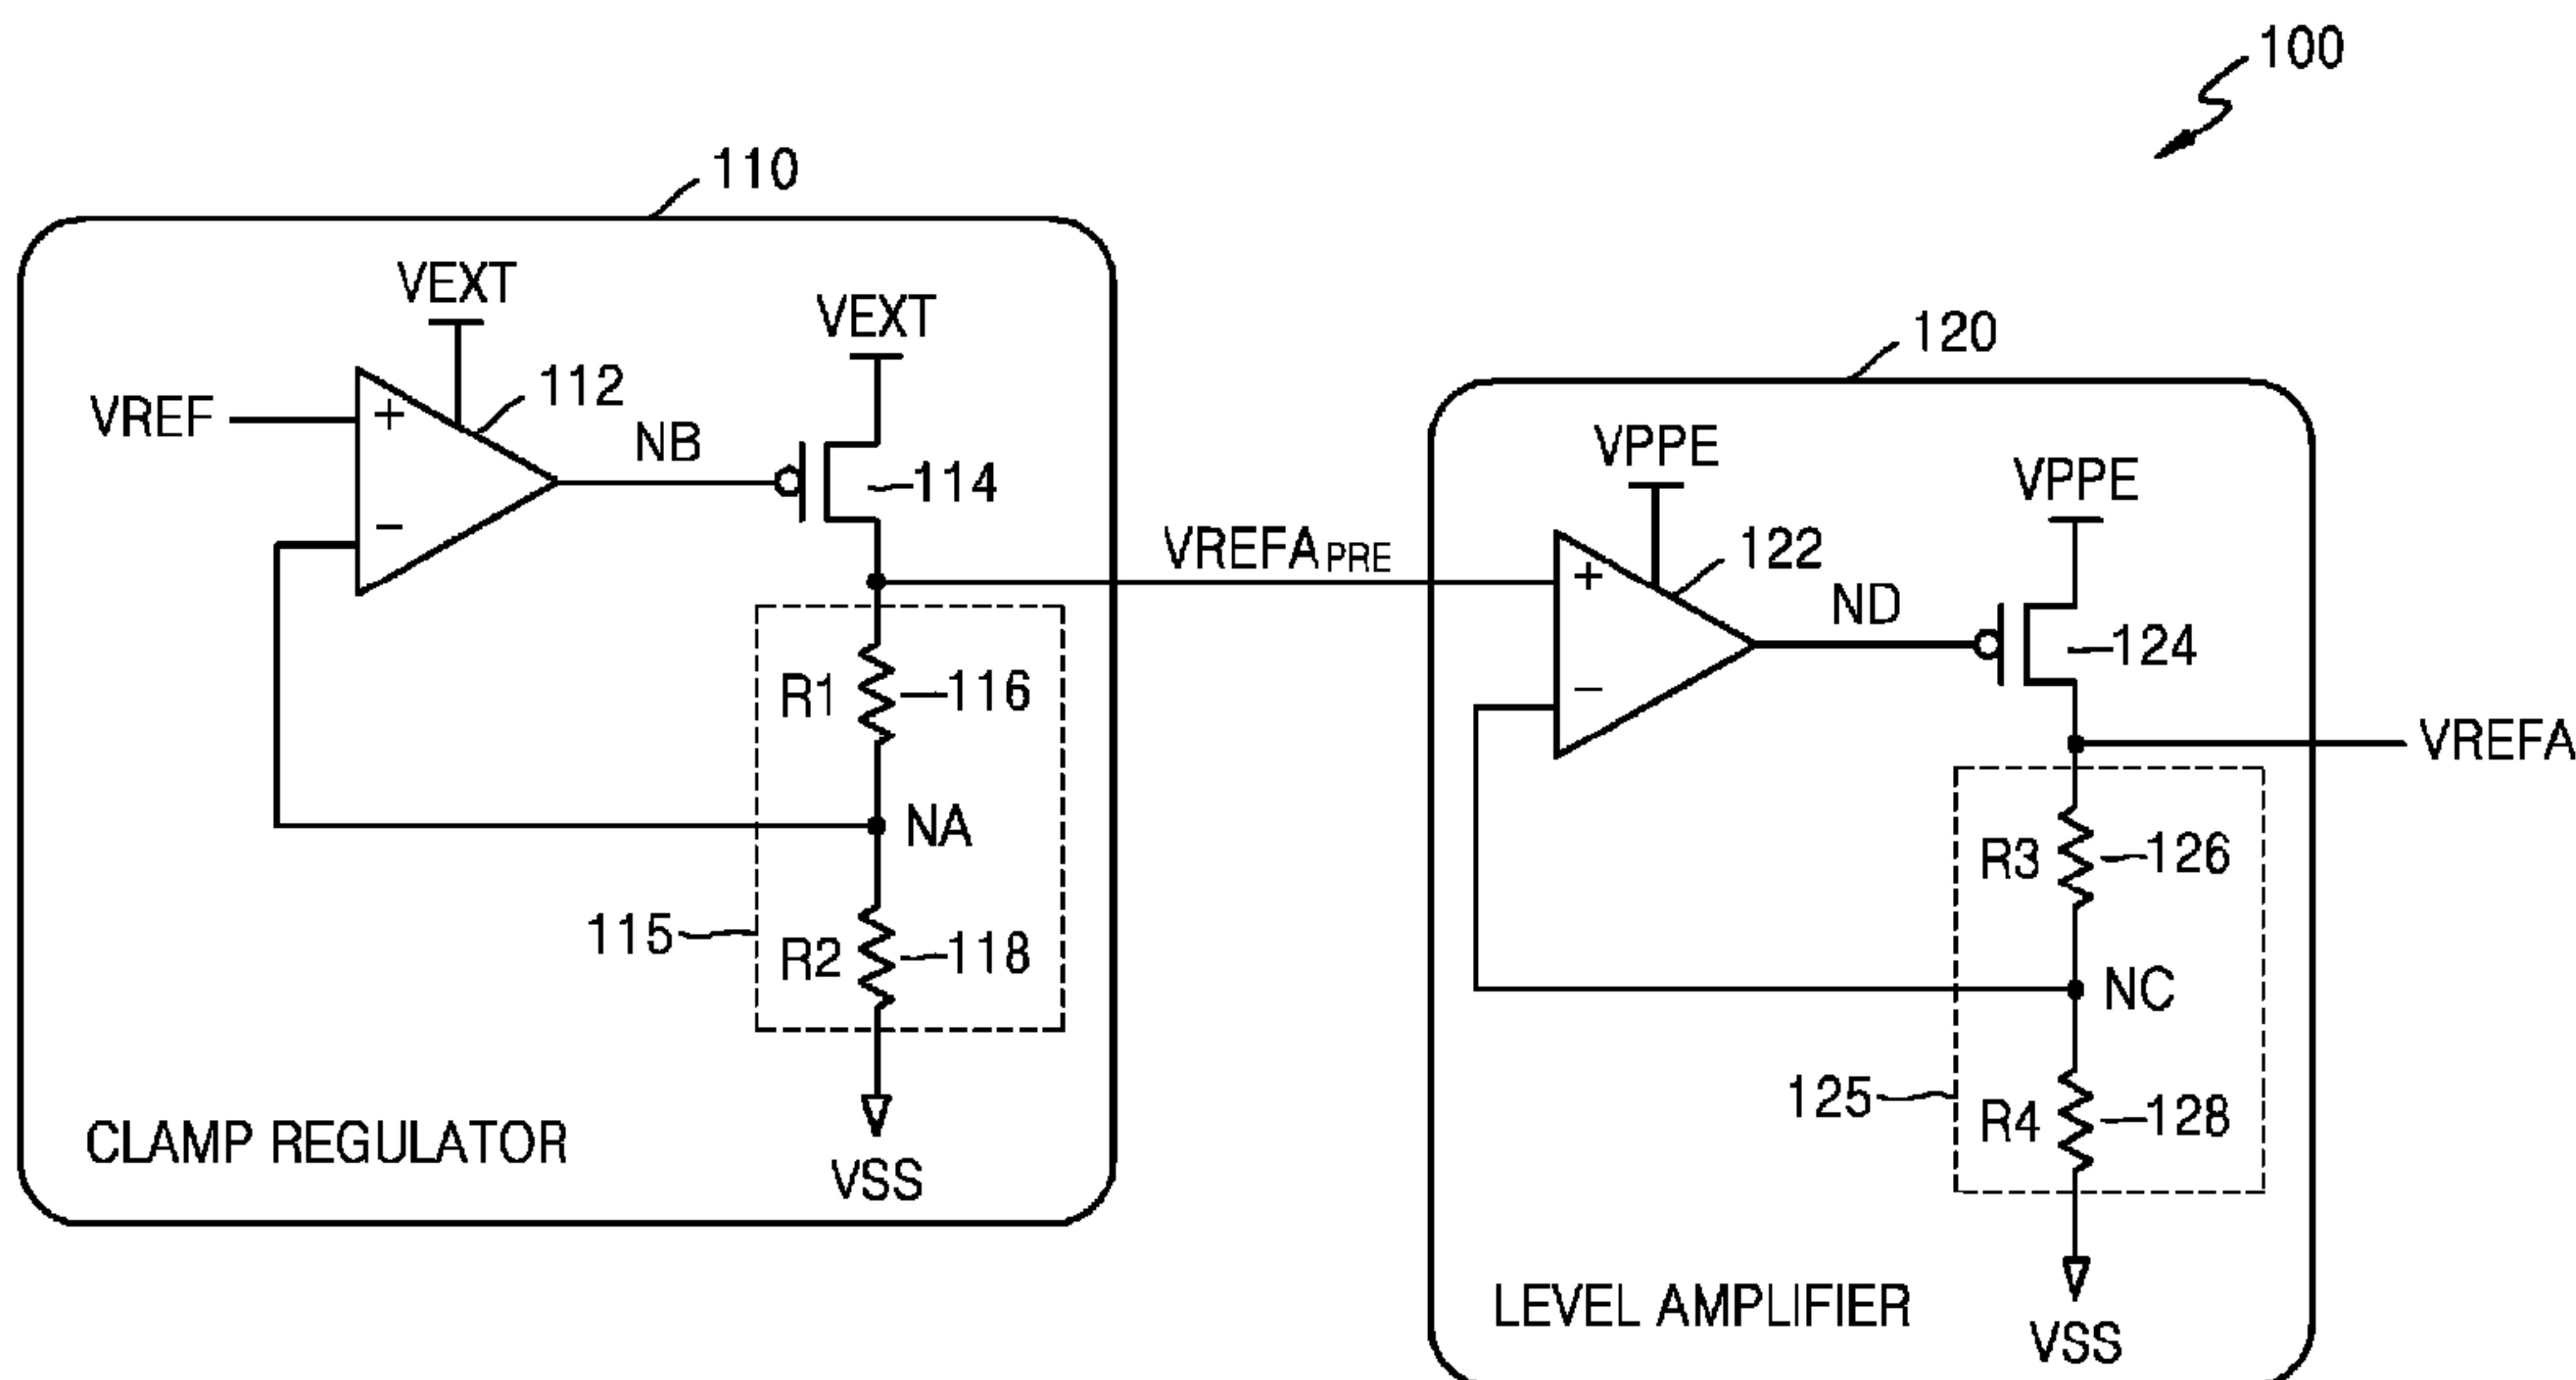 100
110
VEXT
VEXT
112
VREF
+
NB
114
−
VREFAPRE
R1
116
NA
115
R2
118
CLAMP REGULATOR
VSS
120
VPPE
VPPE
122
+
ND
124
−
VREFA
R3
126
NC
125
R4
128
LEVEL AMPLIFIER
VSS